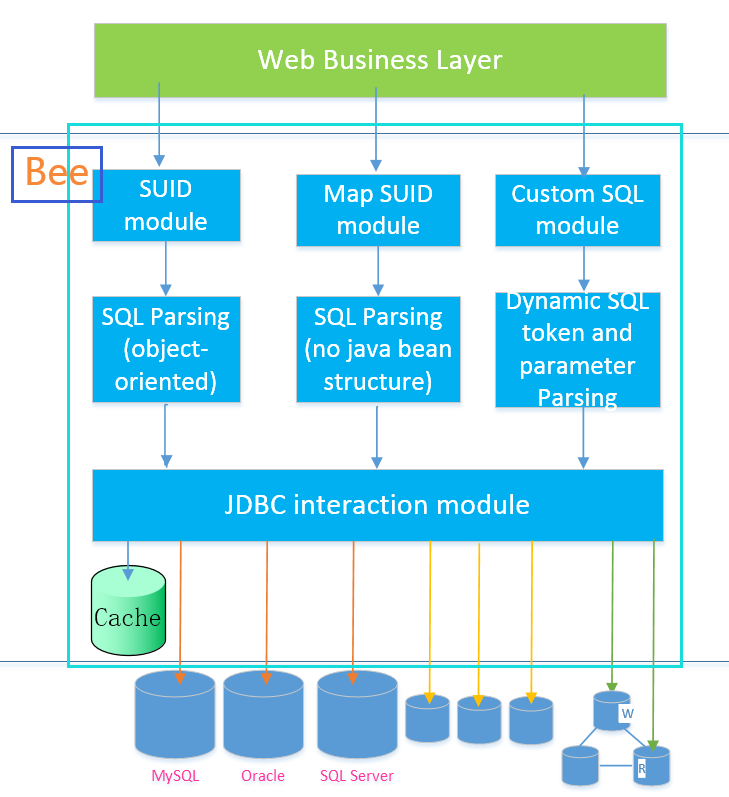 Web Business Layer
Bee
SUID
module
Map SUID
module
Custom SQL
module
SQL Parsing
(object-
oriented)
SQL Parsing
(no java bean
structure)
Dynamic SQL
token and
parameter
Parsing
JDBC interaction module
Cache
W
R
MySQL
Oracle
SQL Server